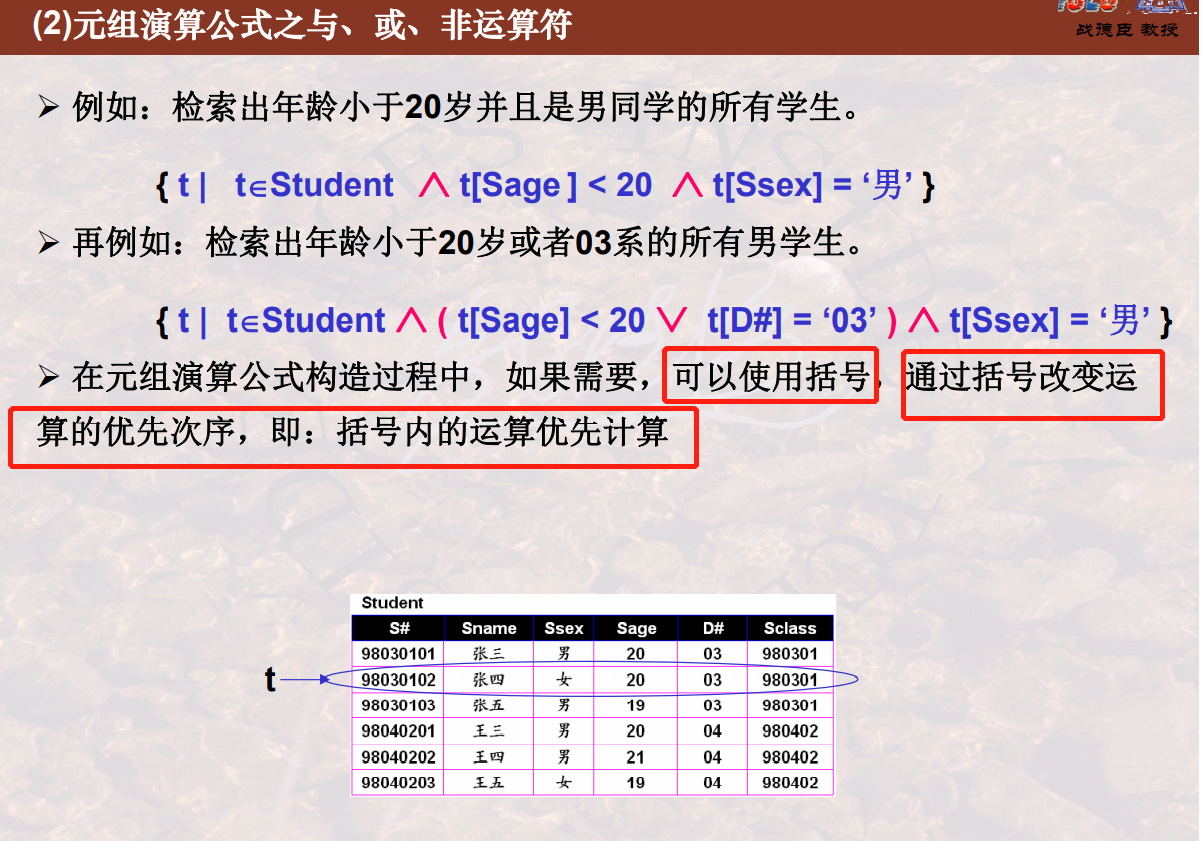 (2)元组演算公式之与、或、非运算符
战德臣 教授
➢ 例如：检索出年龄小于20岁并且是男同学的所有学生。
{ t | t∈Student ∧ t[Sage ] < 20 ∧ t[Ssex] = ‘男’ }
➢ 再例如：检索出年龄小于20岁或者03系的所有男学生。
{ t | t∈Student ∧ ( t[Sage] < 20 ∨ t[D#] = ‘03’ ) ∧ t[Ssex] = ‘男’ }
➢ 在元组演算公式构造过程中，如果需要，可以使用括号，通过括号改变运
算的优先次序，即：括号内的运算优先计算
Student
S# Sname Ssex Sage D# Sclass
98030101 张三 男 20 03 980301
t 98030102 张四 女 20 03 980301
98030103 张五 男 19 03 980301
98040201 王三 男 20 04 980402
98040202 王四 男 21 04 980402
98040203 王五 女 19 04 980402